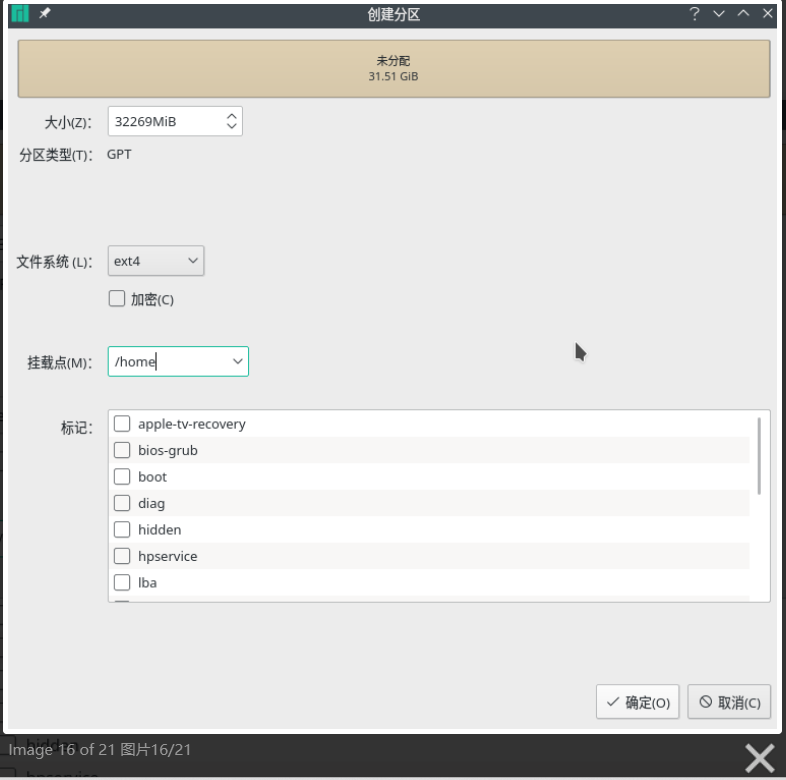 创建分区
未分配
31.51 GiB
大小(Z)： 32269MiB
分区类型(T)： GPT
文件系统 (L)： ext4
加密(C)
挂载点(M)： /home
标记： apple-tv-recovery
bios-grub
boot
diag
hidden
hpservice
lba
确定(O) 取消(C)
hidden
Image 16 of 21 图片16/21
hpservice